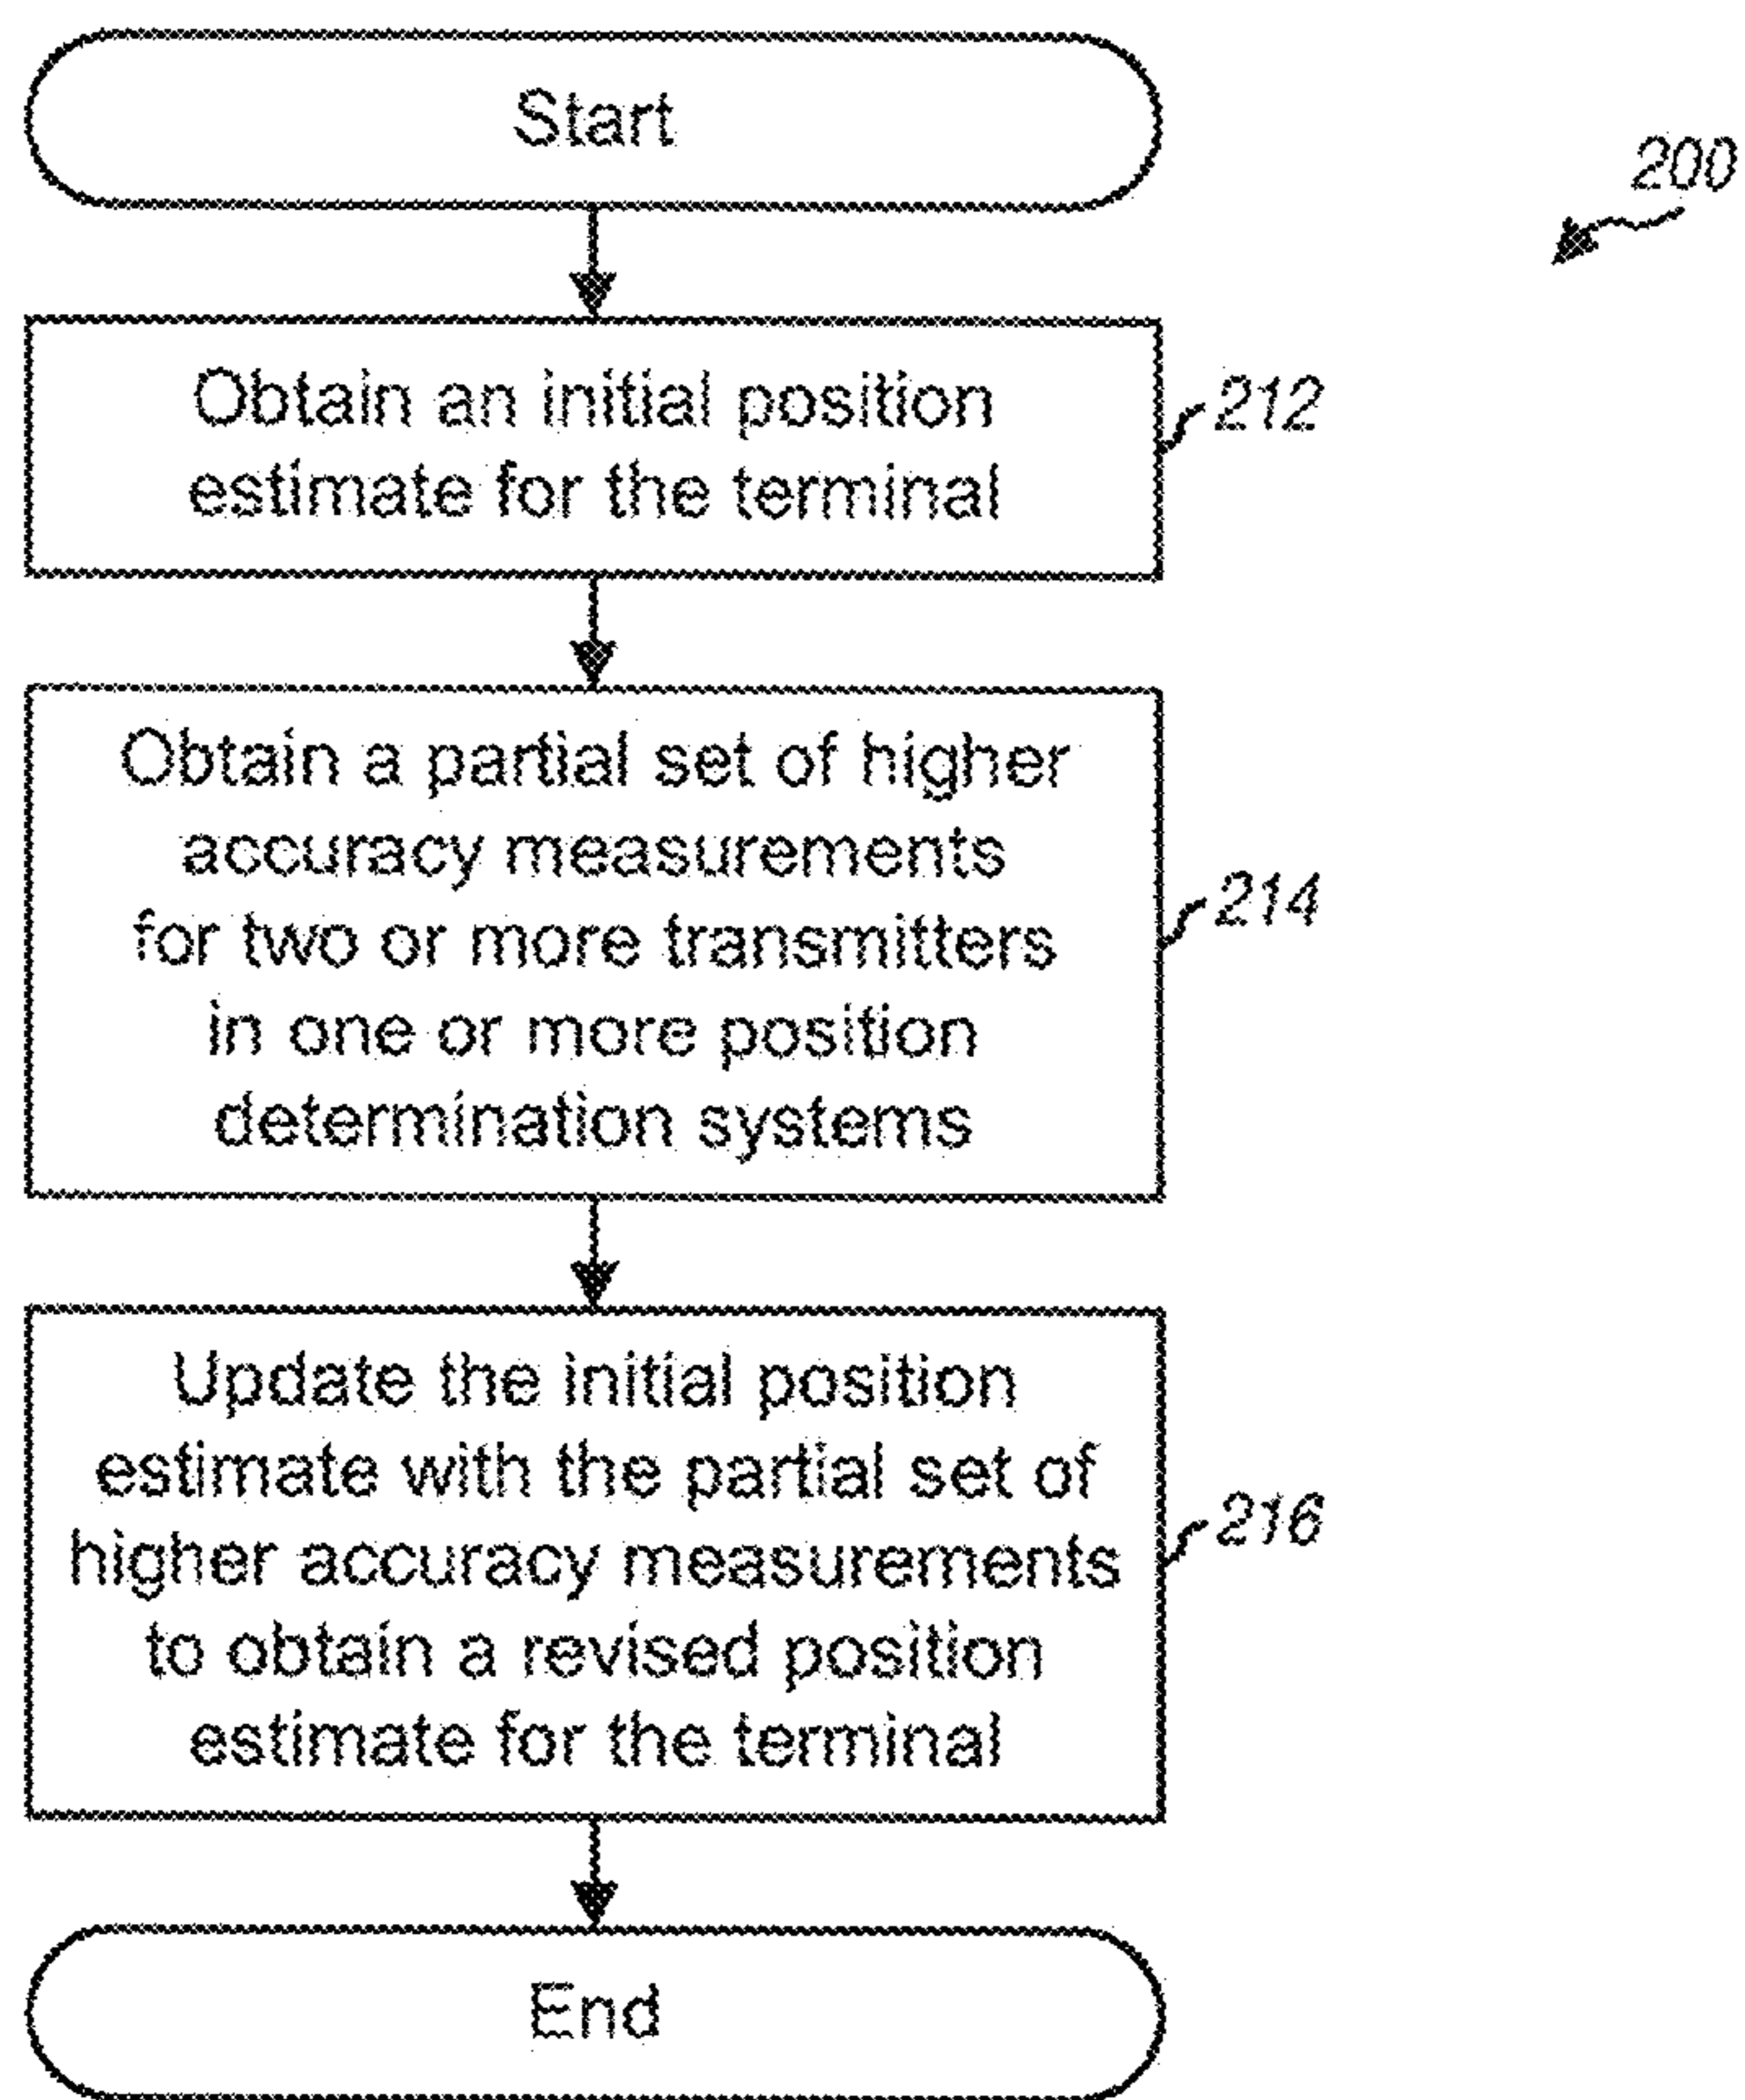 Start
200
Obtain an initial position
estimate for the terminal
212
Obtain a partial set of higher
accuracy measurements
for two or more transmitters
in one or more position
determination systems
214
Update the initial position
estimate with the partial set of
higher accuracy measurements
to obtain a revised position
estimate for the terminal
216
End